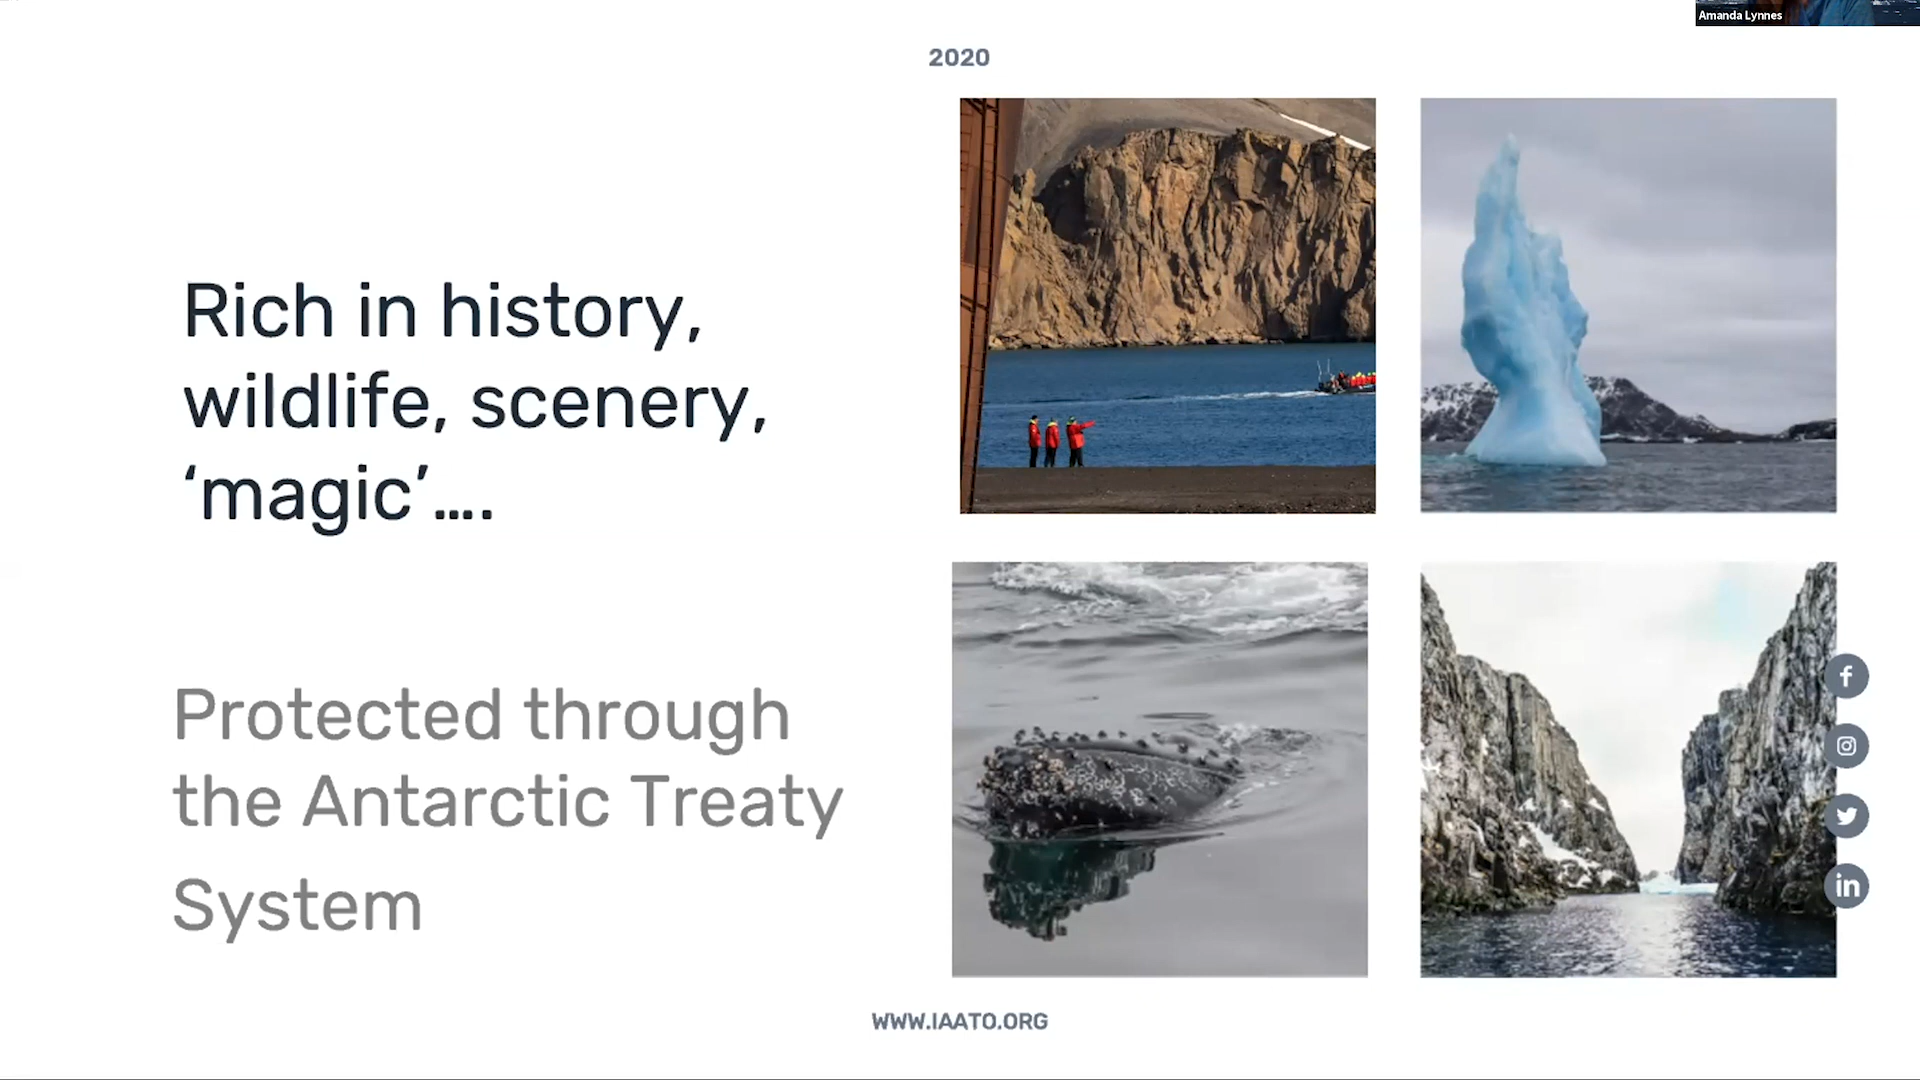 Amanda Lynnes
2020
Rich in history,
wildlife, scenery,
‘magic’….
Protected through
the Antarctic Treaty
System
WWW.IAATO.ORG